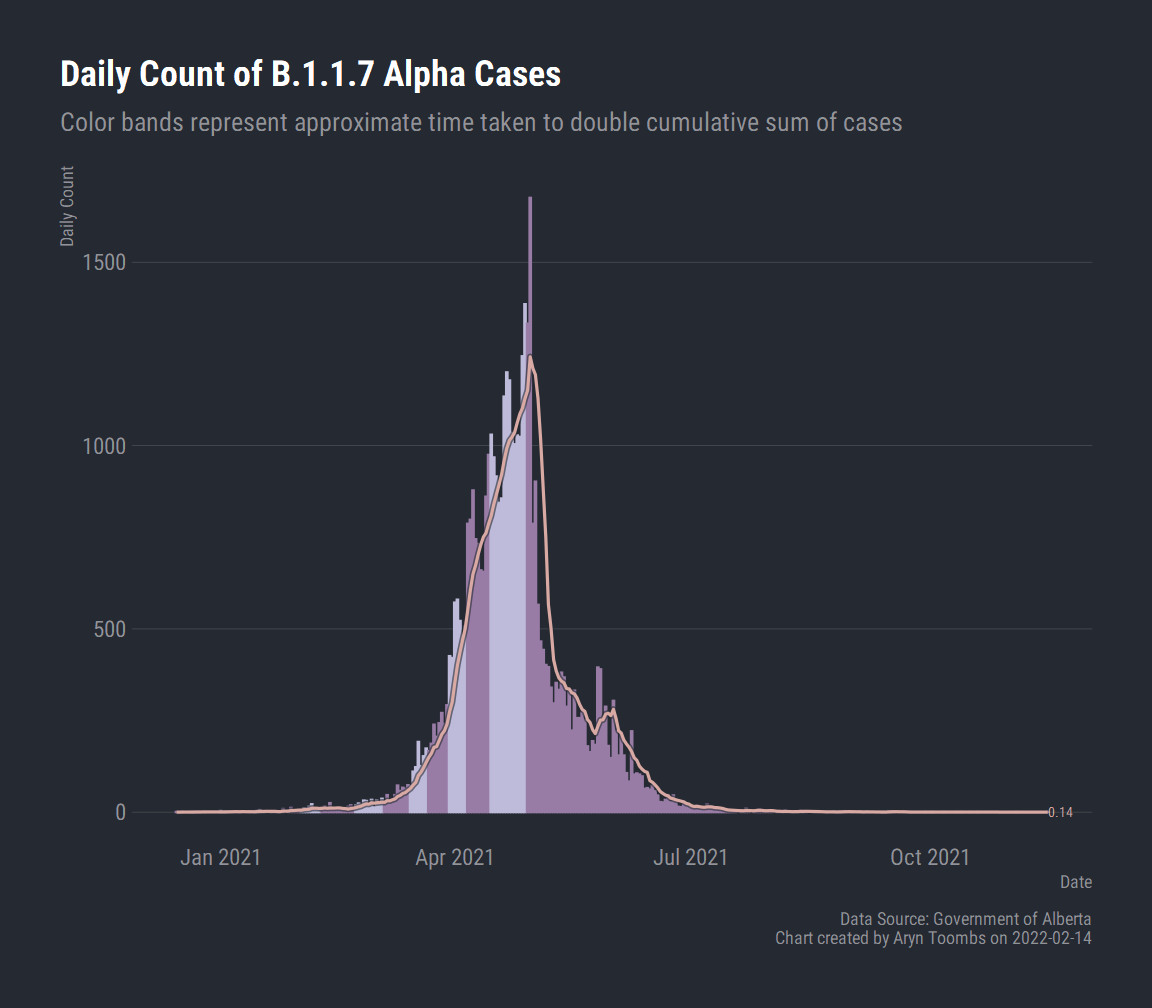 Daily Count of B.1.1.7 Alpha Cases
Color bands represent approximate time taken to double cumulative sum of cases
Daily Count
1500
1000
500
0
0.14
Jan 2021
Apr 2021
Jul 2021
Oct 2021
Date
Data Source: Government of Alberta
Chart created by Aryn Toombs on 2022-02-14